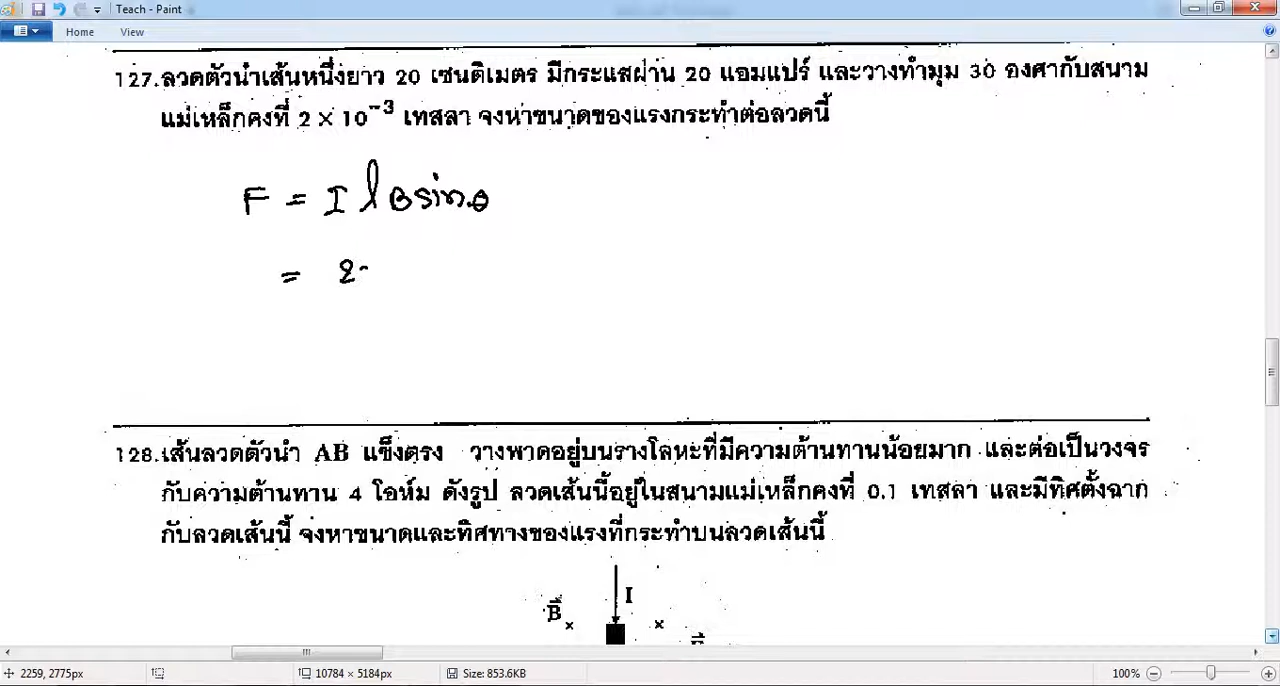 Teach - Paint
Home View
127. ลวดตัวนำเส้นหนึ่งยาว 20 เซนติเมตร มีกระแสผ่าน 20 แอมแปร์ และวางทำมุม 30 องศากับสนาม
แม่เหล็กคงที่ 2 × 10⁻³ เทสลา จงหาขนาดของแรงกระทำต่อลวดนี้
F = I l B sin θ
= 2
128. เส้นลวดตัวนำ AB แข็งตรง วางพาดอยู่บนรางโลหะที่มีความต้านทานน้อยมาก และต่อเป็นวงจร
กับความต้านทาน 4 โอห์ม ดังรูป ลวดเส้นนี้อยู่ในสนามแม่เหล็กคงที่ 0.1 เทสลา และมีทิศตั้งฉาก
กับลวดเส้นนี้ จงหาขนาดและทิศทางของแรงที่กระทำบนลวดเส้นนี้
I
B⃗ × ×
2259, 2775px 10784 × 5184px Size: 853.6KB 100%